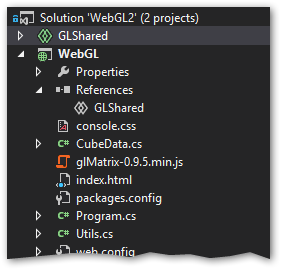 Solution 'WebGL2' (2 projects)
GLShared
WebGL
Properties
References
GLShared
console.css
C# CubeData.cs
glMatrix-0.9.5.min.js
index.html
packages.config
C# Program.cs
C# Utils.cs
web.config